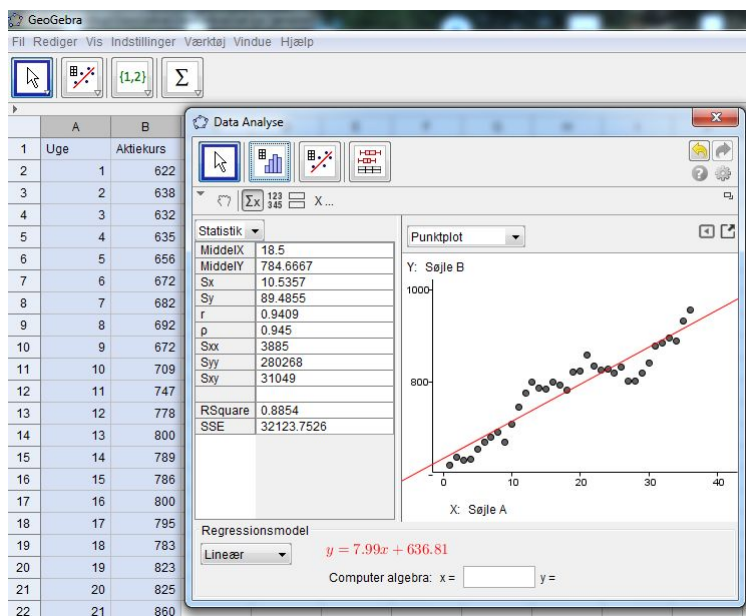 GeoGebra
Fil Rediger Vis Indstillinger Værktøj Vindue Hjælp
{1,2} Σ
A B
1 Uge Aktiekurs
2 1 622
3 2 638
4 3 632
5 4 635
6 5 656
7 6 672
8 7 682
9 8 692
10 9 672
11 10 709
12 11 747
13 12 778
14 13 800
15 14 789
16 15 786
17 16 800
18 17 795
19 18 783
20 19 823
21 20 825
22 21 860
Data Analyse
Σx 123 345 X ...
Statistik
MiddelX 18.5
MiddelY 784.6667
Sx 10.5357
Sy 89.4855
r 0.9409
ρ 0.945
Sxx 3885
Syy 280268
Sxy 31049
RSquare 0.8854
SSE 32123.7526
Punktplot
Y: Søjle B
1000
800
0 10 20 30 40
X: Søjle A
Regressionsmodel
Lineær
y = 7.99x + 636.81
Computer algebra: x = y =